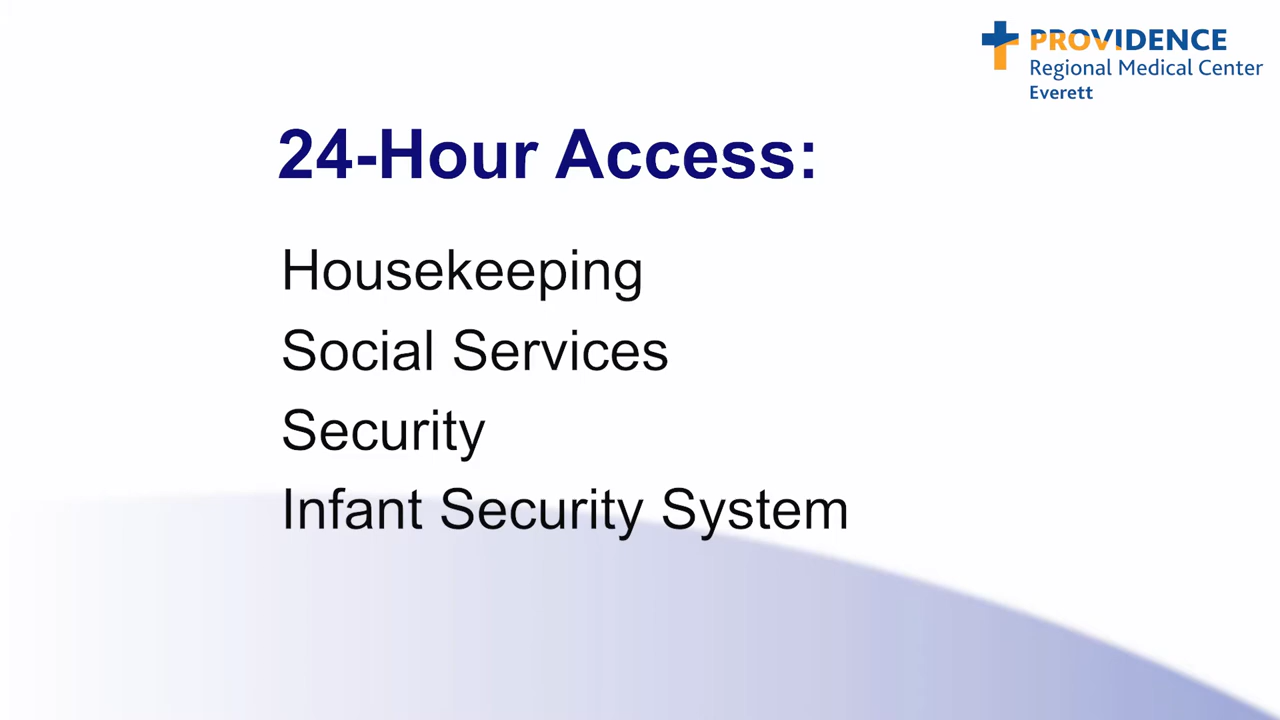 PROVIDENCE
Regional Medical Center
Everett
24-Hour Access:
Housekeeping
Social Services
Security
Infant Security System